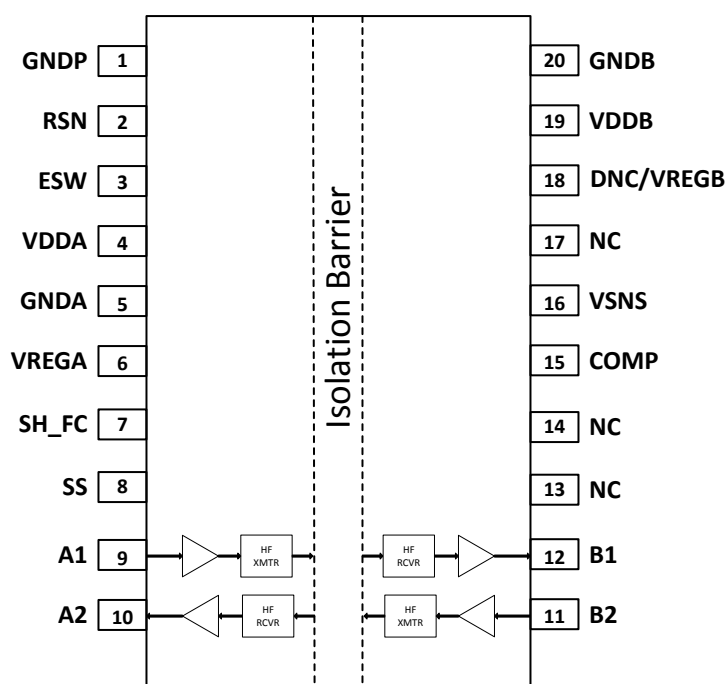 GNDP 1
RSN 2
ESW 3
VDDA 4
GNDA 5
VREGA 6
SH_FC 7
SS 8
A1 9
A2 10
HF
XMTR
HF
RCVR
Isolation Barrier
HF
RCVR
HF
XMTR
20 GNDB
19 VDDB
18 DNC/VREGB
17 NC
16 VSNS
15 COMP
14 NC
13 NC
12 B1
11 B2